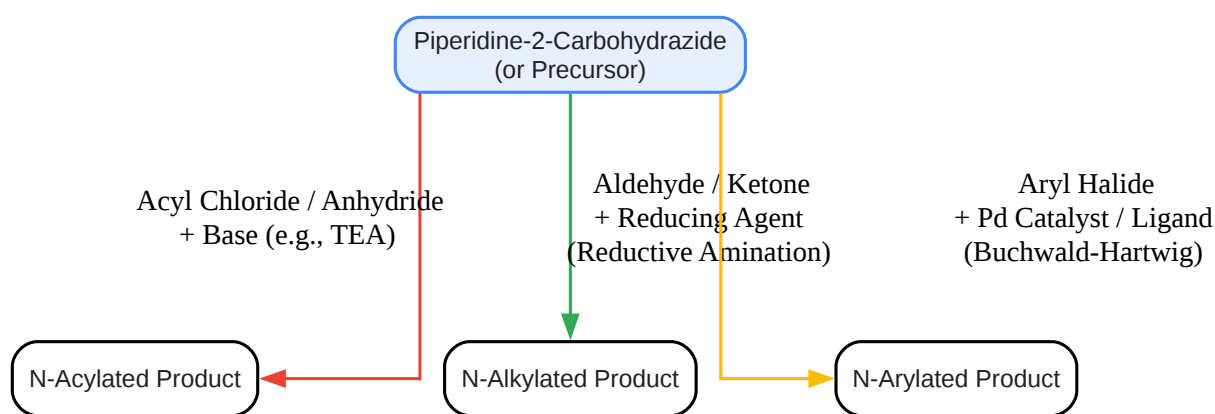 Piperidine-2-Carbohydrazide
(or Precursor)
Acyl Chloride / Anhydride
+ Base (e.g., TEA)
Aldehyde / Ketone
+ Reducing Agent
(Reductive Amination)
Aryl Halide
+ Pd Catalyst / Ligand
(Buchwald-Hartwig)
N-Acylated Product
N-Alkylated Product
N-Arylated Product